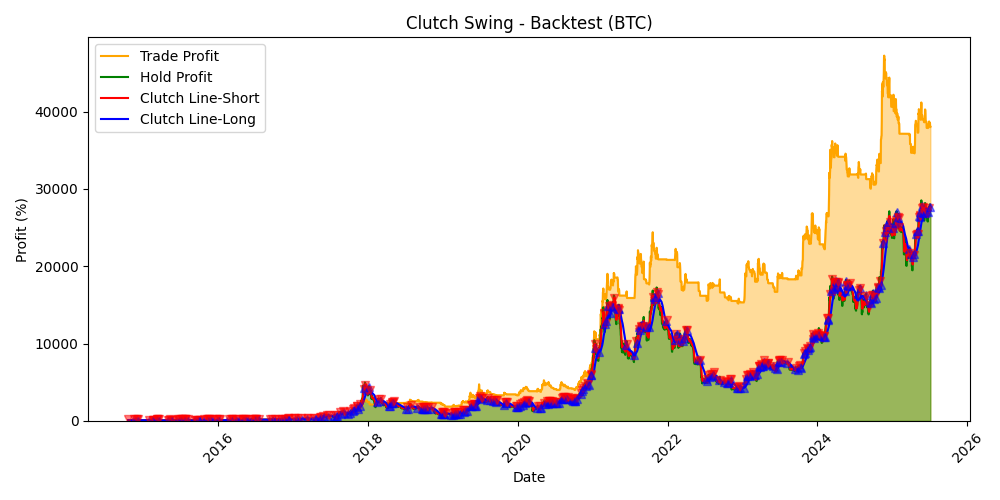 Clutch Swing - Backtest (BTC)
Trade Profit
Hold Profit
Clutch Line-Short
Clutch Line-Long
Profit (%)
40000
30000
20000
10000
0
2016
2018
2020
2022
2024
2026
Date